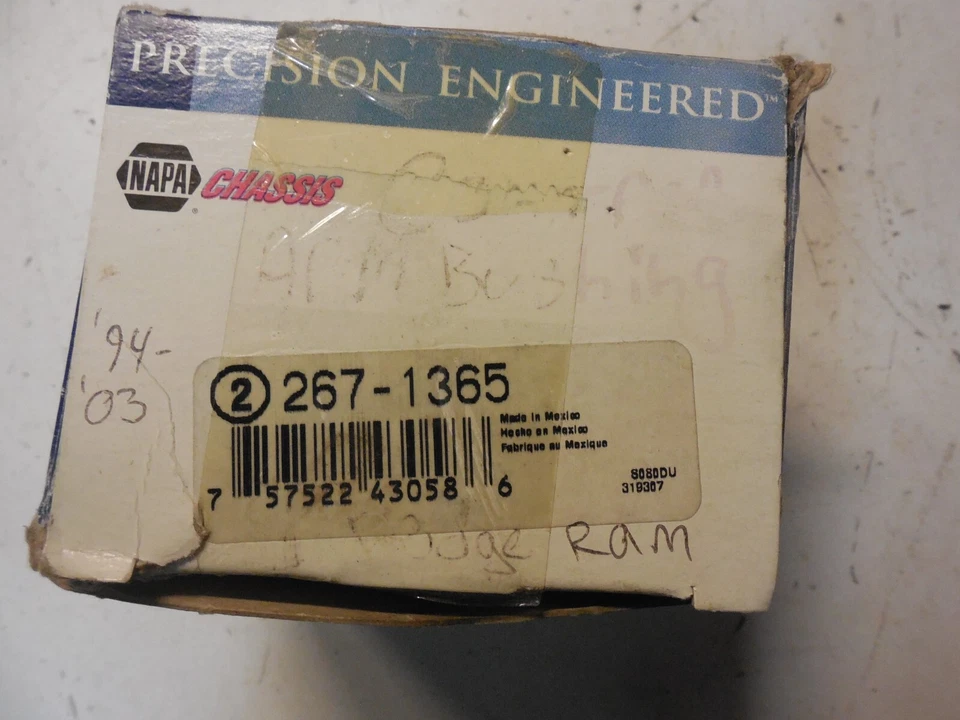 PRECISION ENGINEERED™
NAPA® CHASSIS
ARM Bushing
'94-
'03
② 267-1365
Made in Mexico
Hecho en Mexico
Fabrique au Mexique
7 57522 43058 6
8080DU
319307
Dodge RAM